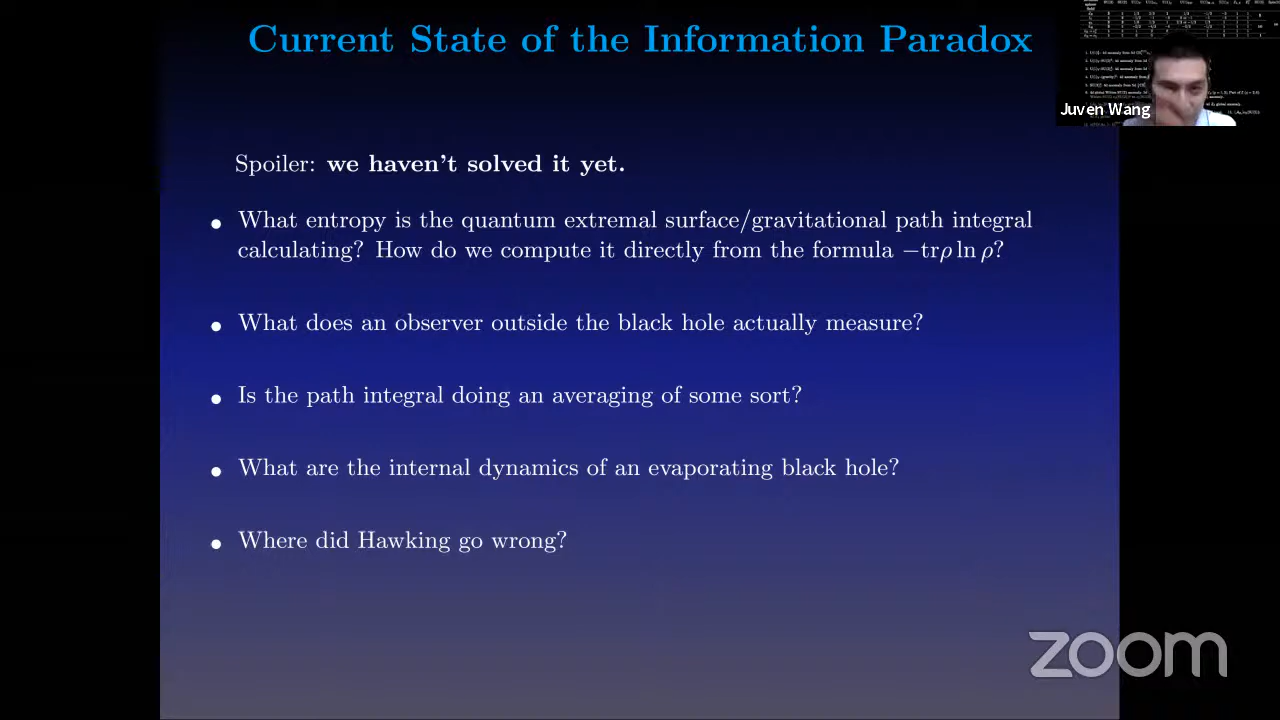 Current State of the Information Paradox
Juven Wang
Spoiler: we haven't solved it yet.
• What entropy is the quantum extremal surface/gravitational path integral
calculating? How do we compute it directly from the formula −trρ ln ρ?
• What does an observer outside the black hole actually measure?
• Is the path integral doing an averaging of some sort?
• What are the internal dynamics of an evaporating black hole?
• Where did Hawking go wrong?
zoom